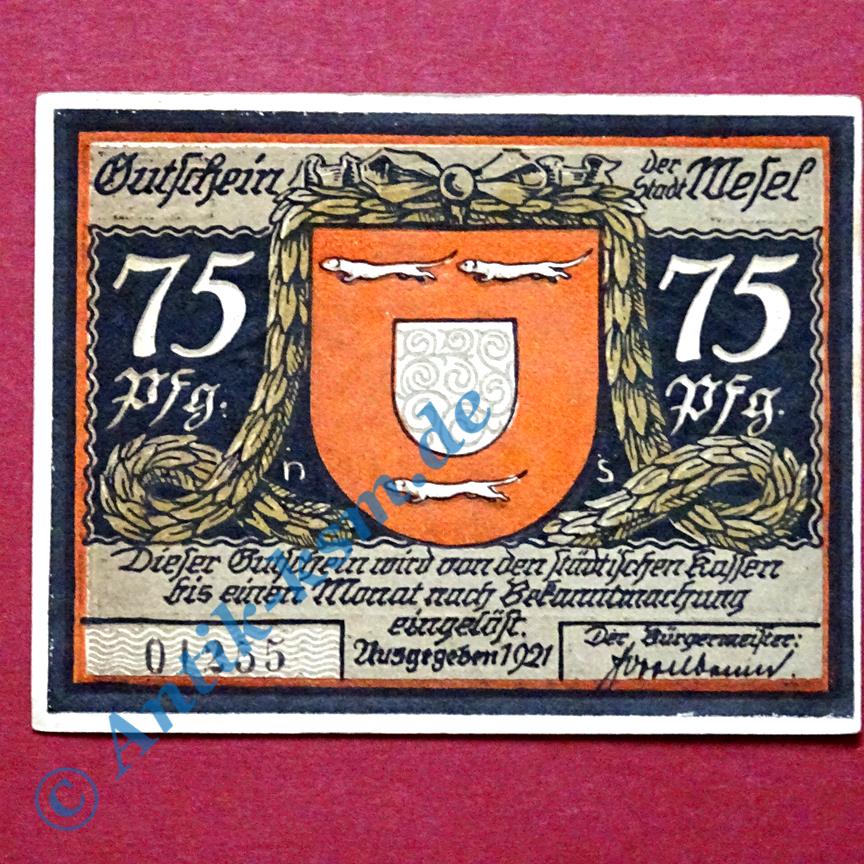 Gutschein
der Stadt Wesel
75
Pfg.
75
Pfg.
n
s
Dieser Gutschein wird von den städtischen Kassen
bis einen Monat nach Bekanntmachung
eingelöst.
Ausgegeben 1921
Der Bürgermeister:
© Antik-ksm.de